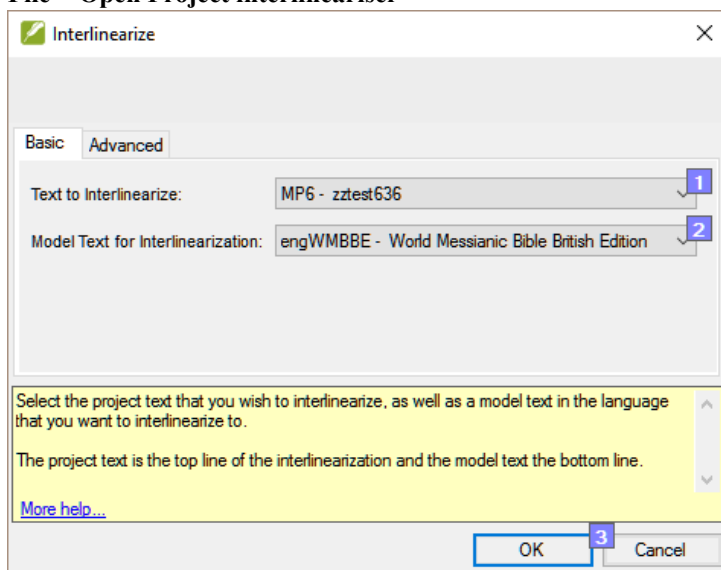 Interlinearize
Basic Advanced
Text to Interlinearize: MP6 - zztest636 1
Model Text for Interlinearization: engWMBBE - World Messianic Bible British Edition 2
Select the project text that you wish to interlinearize, as well as a model text in the language
that you want to interlinearize to.
The project text is the top line of the interlinearization and the model text the bottom line.
More help...
OK 3 Cancel